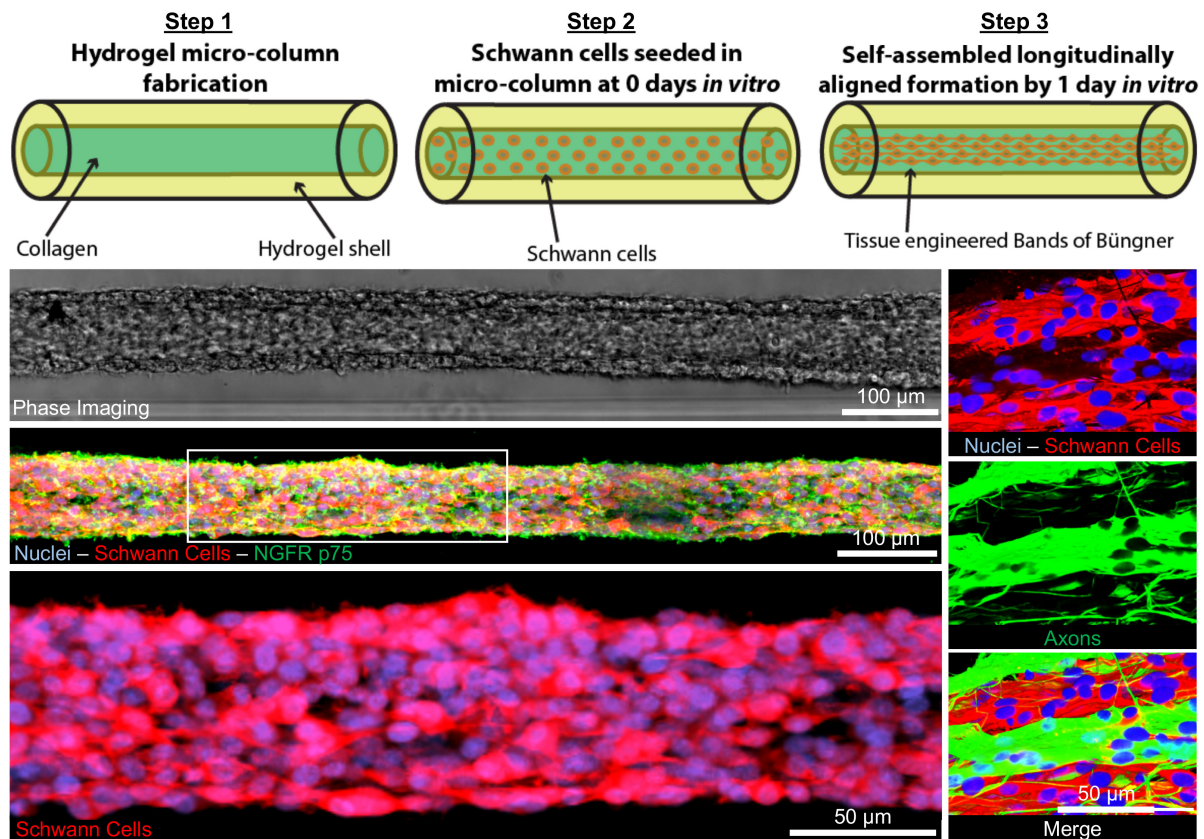 Step 1
Hydrogel micro-column
fabrication
Collagen
Hydrogel shell
Step 2
Schwann cells seeded in
micro-column at 0 days in vitro
Schwann cells
Step 3
Self-assembled longitudinally
aligned formation by 1 day in vitro
Tissue engineered Bands of Büngner
Phase Imaging
100 µm
Nuclei – Schwann Cells – NGFR p75
100 µm
Schwann Cells
50 µm
Nuclei – Schwann Cells
Axons
50 µm
Merge